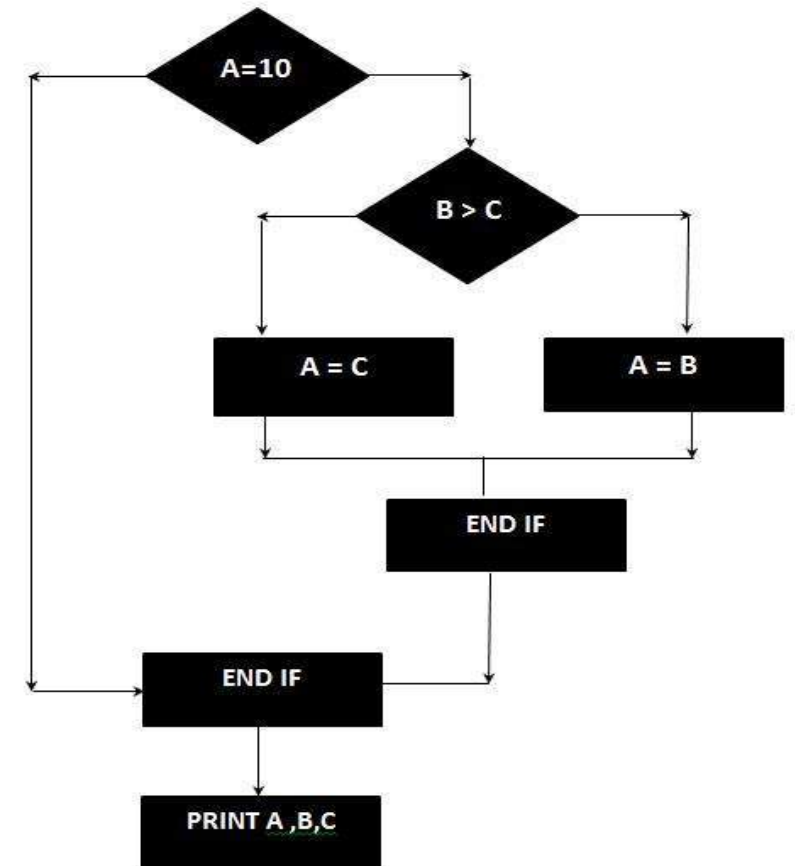 A=10
B > C
A = C
A = B
END IF
END IF
PRINT A ,B,C